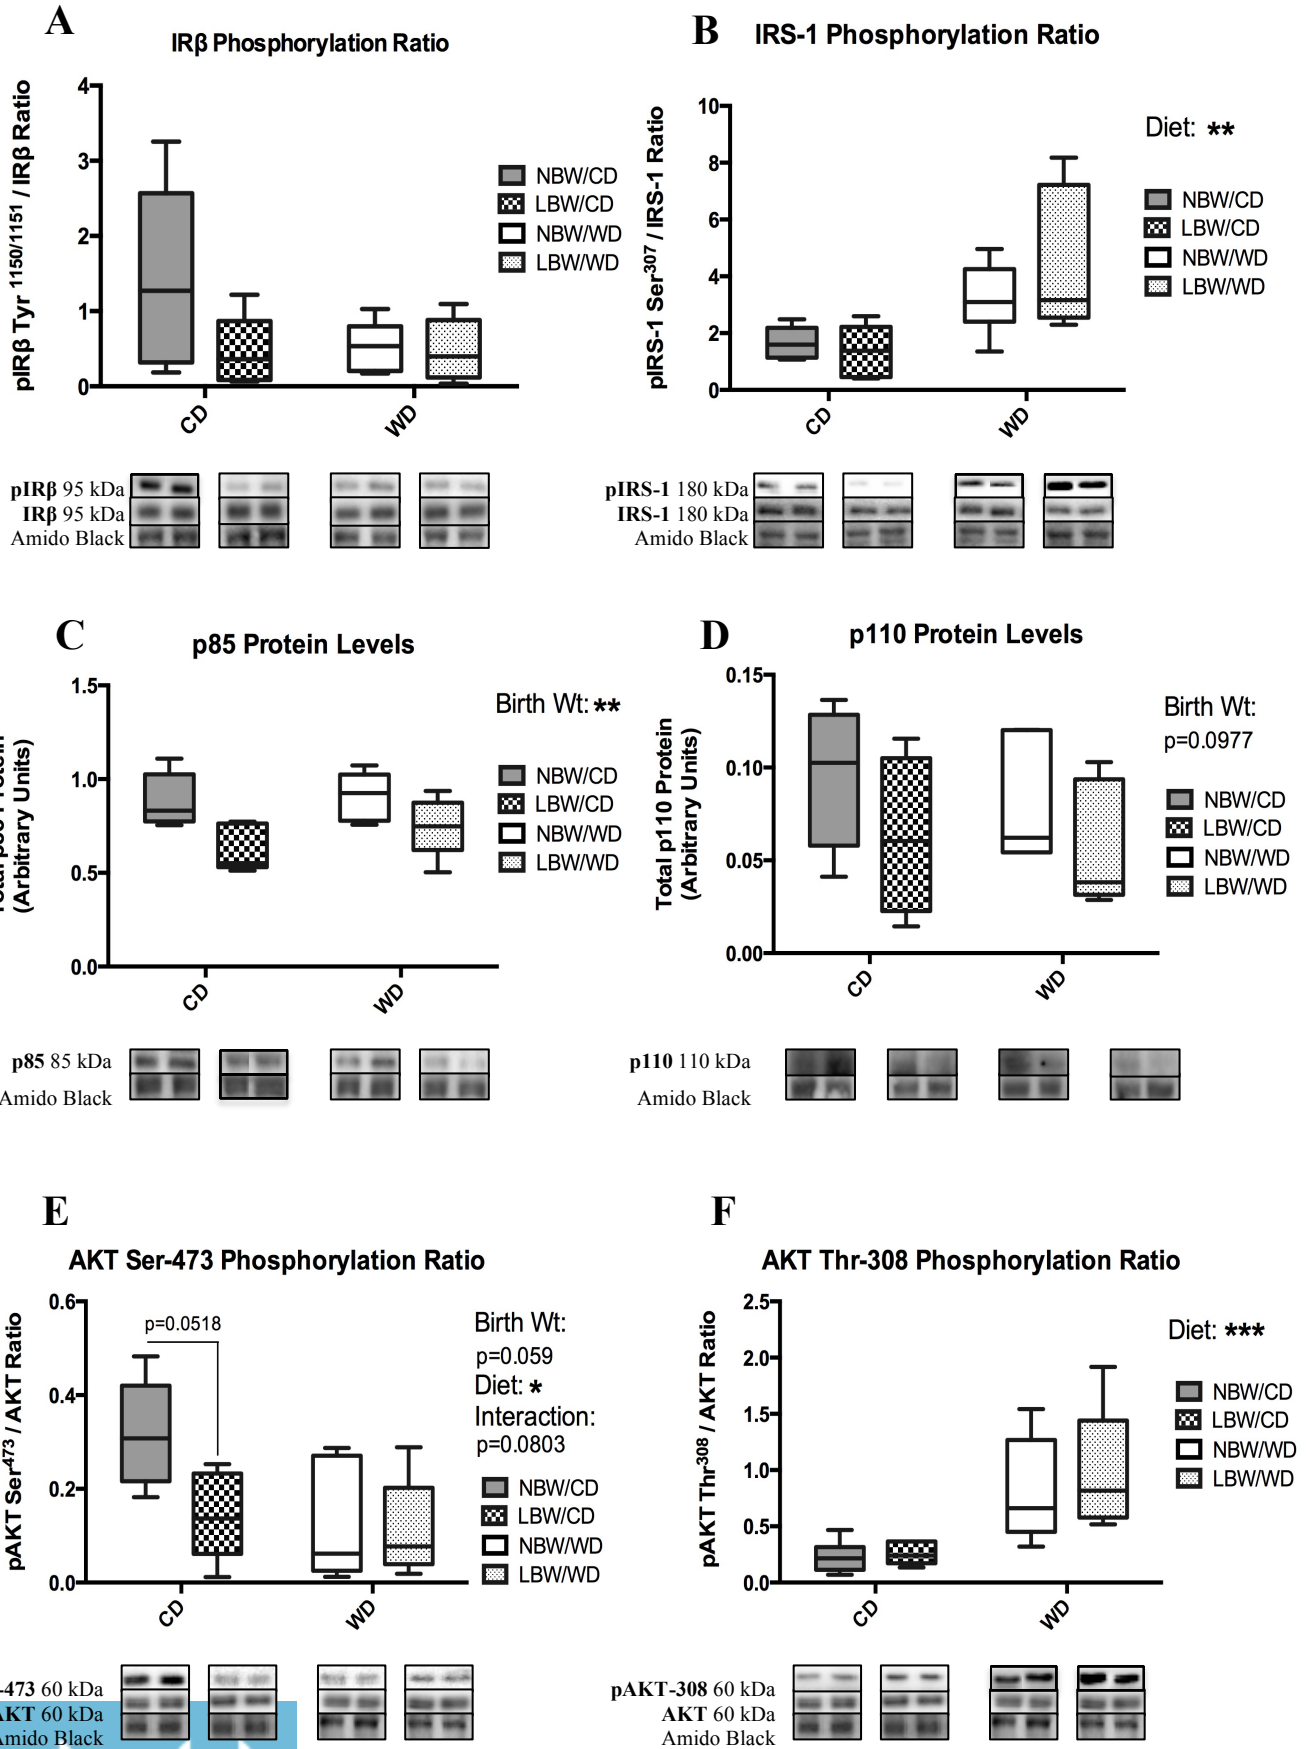 A
IRβ Phosphorylation Ratio
pIRβ Tyr 1150/1151 / IRβ Ratio
4
3
2
1
0
CD
WD
NBW/CD
LBW/CD
NBW/WD
LBW/WD
pIRβ 95 kDa
IRβ 95 kDa
Amido Black
B
IRS-1 Phosphorylation Ratio
pIRS-1 Ser307 / IRS-1 Ratio
10
8
6
4
2
0
CD
WD
Diet: **
NBW/CD
LBW/CD
NBW/WD
LBW/WD
pIRS-1 180 kDa
IRS-1 180 kDa
Amido Black
C
p85 Protein Levels
(Arbitrary Units)
1.5
1.0
0.5
0.0
CD
WD
Birth Wt: **
NBW/CD
LBW/CD
NBW/WD
LBW/WD
p85 85 kDa
Amido Black
D
p110 Protein Levels
Total p110 Protein
(Arbitrary Units)
0.15
0.10
0.05
0.00
CD
WD
Birth Wt:
p=0.0977
NBW/CD
LBW/CD
NBW/WD
LBW/WD
p110 110 kDa
Amido Black
E
AKT Ser-473 Phosphorylation Ratio
pAKT Ser473 / AKT Ratio
0.6
0.4
0.2
0.0
p=0.0518
CD
WD
Birth Wt:
p=0.059
Diet: *
Interaction:
p=0.0803
NBW/CD
LBW/CD
NBW/WD
LBW/WD
-473 60 kDa
AKT 60 kDa
Amido Black
F
AKT Thr-308 Phosphorylation Ratio
pAKT Thr308 / AKT Ratio
2.5
2.0
1.5
1.0
0.5
0.0
CD
WD
Diet: ***
NBW/CD
LBW/CD
NBW/WD
LBW/WD
pAKT-308 60 kDa
AKT 60 kDa
Amido Black